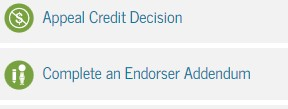 Appeal Credit Decision
Complete an Endorser Addendum